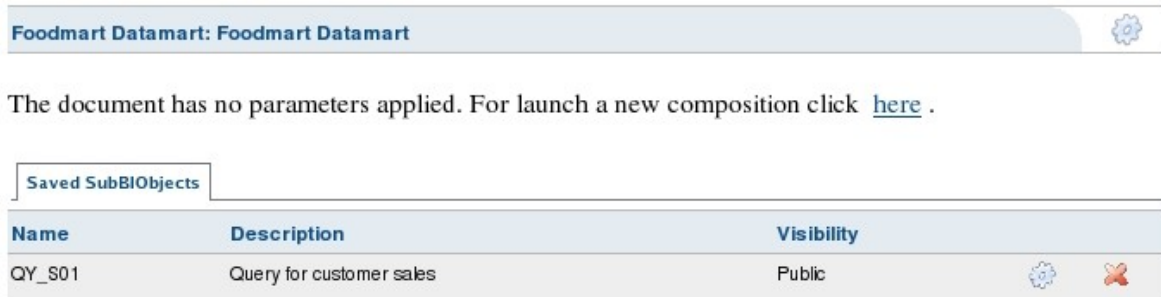 Foodmart Datamart: Foodmart Datamart
The document has no parameters applied. For launch a new composition click here .
Saved SubBIObjects
Name Description Visibility
QY_S01 Query for customer sales Public